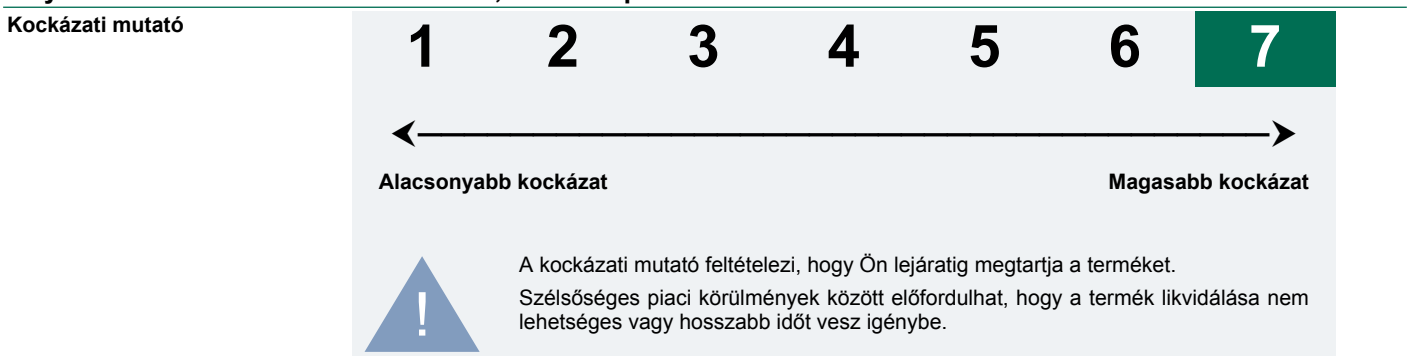 Kockázati mutató
1 2 3 4 5 6 7
Alacsonyabb kockázat Magasabb kockázat
! A kockázati mutató feltételezi, hogy Ön lejáratig megtartja a terméket.
Szélsőséges piaci körülmények között előfordulhat, hogy a termék likvidálása nem
lehetséges vagy hosszabb időt vesz igénybe.